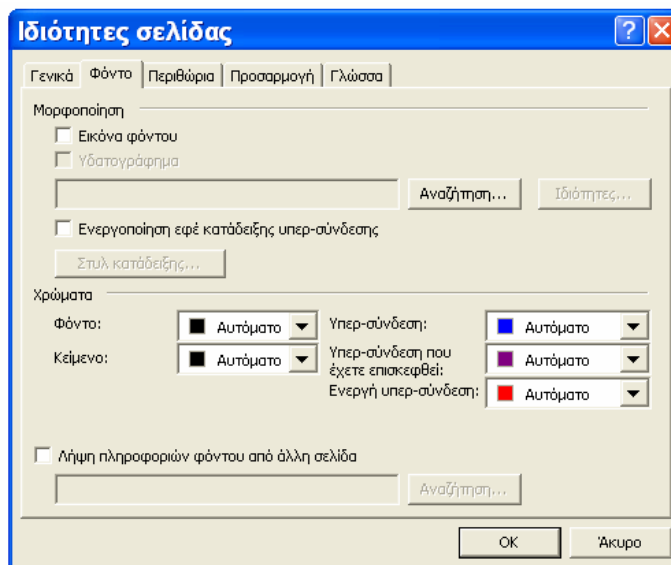 Ιδιότητες σελίδας
Γενικά Φόντο Περιθώρια Προσαρμογή Γλώσσα
Μορφοποίηση
Εικόνα φόντου
Υδατογράφημα
Αναζήτηση... Ιδιότητες...
Ενεργοποίηση εφέ κατάδειξης υπερ-σύνδεσης
Στυλ κατάδειξης...
Χρώματα
Φόντο: Αυτόματο Υπερ-σύνδεση: Αυτόματο
Κείμενο: Αυτόματο Υπερ-σύνδεση που
έχετε επισκεφθεί: Αυτόματο
Ενεργή υπερ-σύνδεση: Αυτόματο
Λήψη πληροφοριών φόντου από άλλη σελίδα
Αναζήτηση...
OK Άκυρο